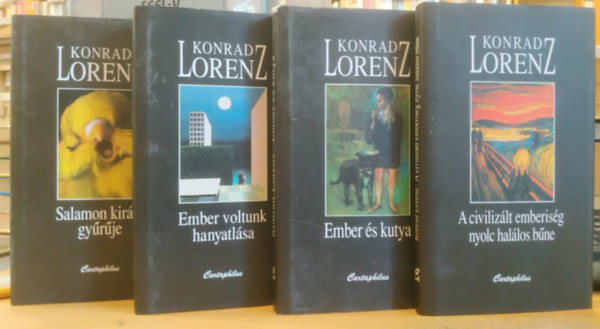 KONRAD
LORENZ
Salamon kirá
gyűrűje
Cartaphilus
KONRAD
LORENZ
Ember voltunk
hanyatlása
Cartaphilus
KONRAD
LORENZ
Ember és kutya
Cartaphilus
KONRAD
LORENZ
A civilizált emberiség
nyolc halálos bűne
Cartaphilus